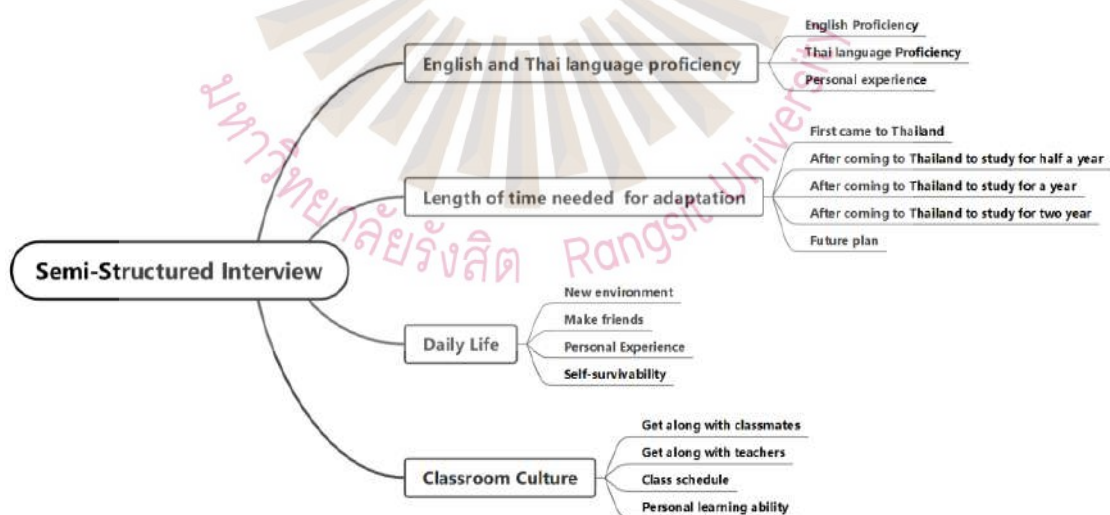 English Proficiency
Thai language Proficiency
Personal experience
English and Thai language proficiency
First came to Thailand
After coming to Thailand to study for half a year
After coming to Thailand to study for a year
After coming to Thailand to study for two year
Future plan
Length of time needed for adaptation
มหาวิทยาลัยรังสิต Rangsit University
Semi-Structured Interview
New environment
Make friends
Personal Experience
Self-survivability
Daily Life
Get along with classmates
Get along with teachers
Class schedule
Personal learning ability
Classroom Culture